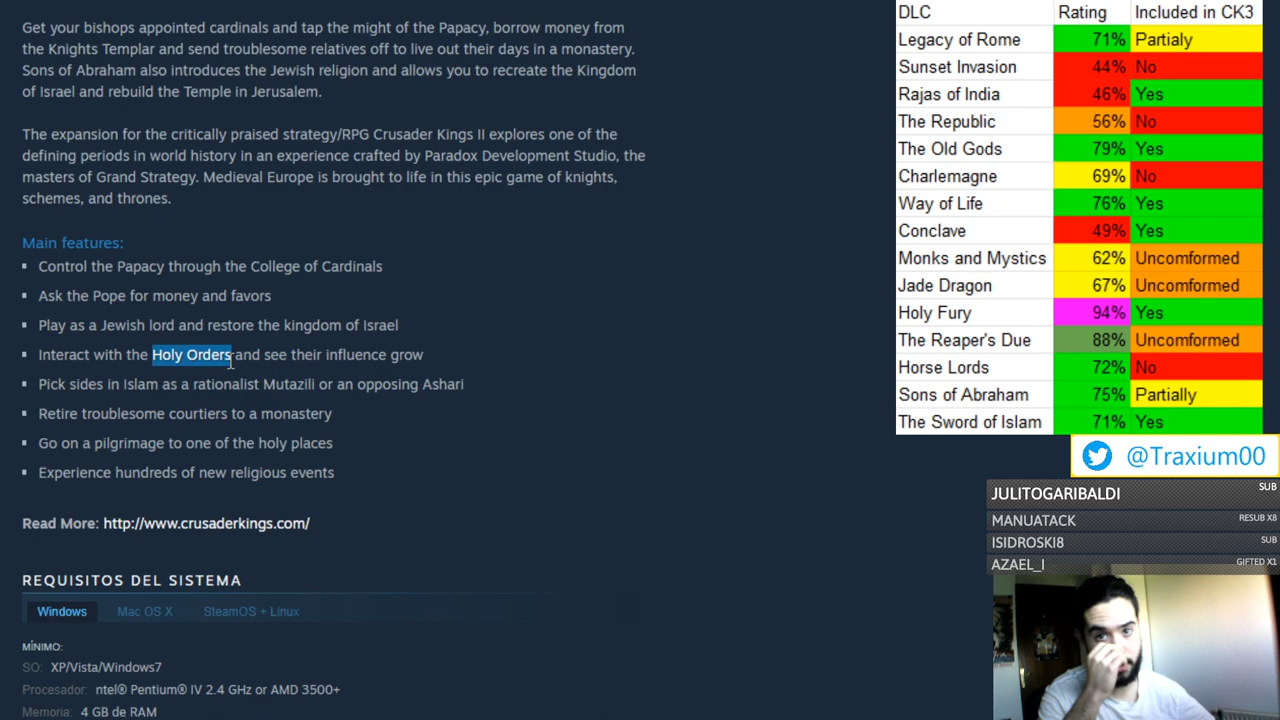 Get your bishops appointed cardinals and tap the might of the Papacy, borrow money from
the Knights Templar and send troublesome relatives off to live out their days in a monastery.
Sons of Abraham also introduces the Jewish religion and allows you to recreate the Kingdom
of Israel and rebuild the Temple in Jerusalem.
The expansion for the critically praised strategy/RPG Crusader Kings II explores one of the
defining periods in world history in an experience crafted by Paradox Development Studio, the
masters of Grand Strategy. Medieval Europe is brought to life in this epic game of knights,
schemes, and thrones.
Main features:
Control the Papacy through the College of Cardinals
Ask the Pope for money and favors
Play as a Jewish lord and restore the kingdom of Israel
Interact with the Holy Orders and see their influence grow
Pick sides in Islam as a rationalist Mutazili or an opposing Ashari
Retire troublesome courtiers to a monastery
Go on a pilgrimage to one of the holy places
Experience hundreds of new religious events
Read More: http://www.crusaderkings.com/
REQUISITOS DEL SISTEMA
Windows Mac OS X SteamOS + Linux
MÍNIMO:
SO: XP/Vista/Windows7
Procesador: ntel® Pentium® IV 2.4 GHz or AMD 3500+
Memoria: 4 GB de RAM
DLC Rating Included in CK3
Legacy of Rome 71% Partialy
Sunset Invasion 44% No
Rajas of India 46% Yes
The Republic 56% No
The Old Gods 79% Yes
Charlemagne 69% No
Way of Life 76% Yes
Conclave 49% Yes
Monks and Mystics 62% Uncomformed
Jade Dragon 67% Uncomformed
Holy Fury 94% Yes
The Reaper's Due 88% Uncomformed
Horse Lords 72% No
Sons of Abraham 75% Partially
The Sword of Islam 71% Yes
@Traxium00
JULITOGARIBALDI SUB
MANUATACK RESUB X8
ISIDROSKI8 SUB
AZAEL_I GIFTED X1